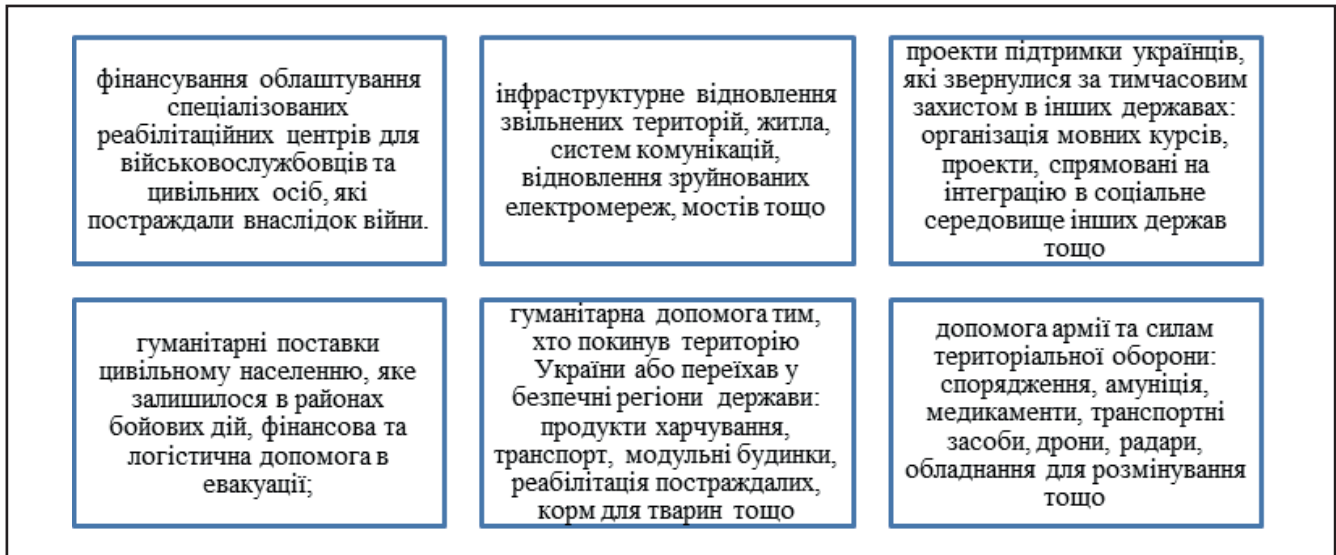 фінансування облаштування
спеціалізованих
реабілітаційних центрів для
військовослужбовців та
цивільних осіб, які
постраждали внаслідок війни.
інфраструктурне відновлення
звільнених територій, житла,
систем комунікацій,
відновлення зруйнованих
електромереж, мостів тощо
проекти підтримки українців,
які звернулися за тимчасовим
захистом в інших державах:
організація мовних курсів,
проекти, спрямовані на
інтеграцію в соціальне
середовище інших держав
тощо
гуманітарні поставки
цивільному населенню, яке
залишилося в районах
бойових дій, фінансова та
логістична допомога в
евакуації;
гуманітарна допомога тим,
хто покинув територію
України або переїхав у
безпечні регіони держави:
продукти харчування,
транспорт, модульні будинки,
реабілітація постраждалих,
корм для тварин тощо
допомога армії та силам
територіальної оборони:
спорядження, амуніція,
медикаменти, транспортні
засоби, дрони, радари,
обладнання для розмінування
тощо